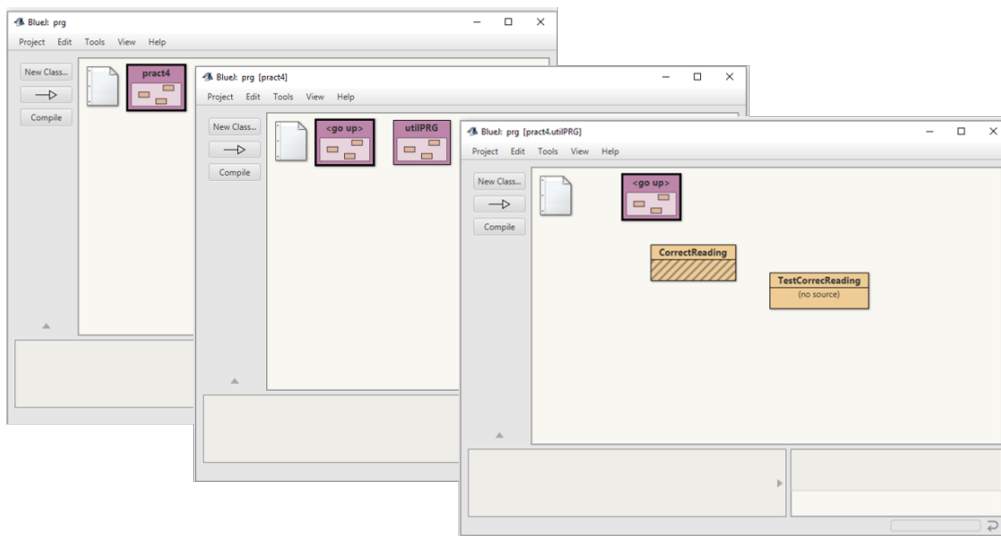 BlueJ: prg
Project Edit Tools View Help
New Class...
Compile
pract4
BlueJ: prg [pract4]
Project Edit Tools View Help
New Class...
Compile
<go up>
utilPRG
BlueJ: prg [pract4.utilPRG]
Project Edit Tools View Help
New Class...
Compile
<go up>
CorrectReading
TestCorrecReading
(no source)